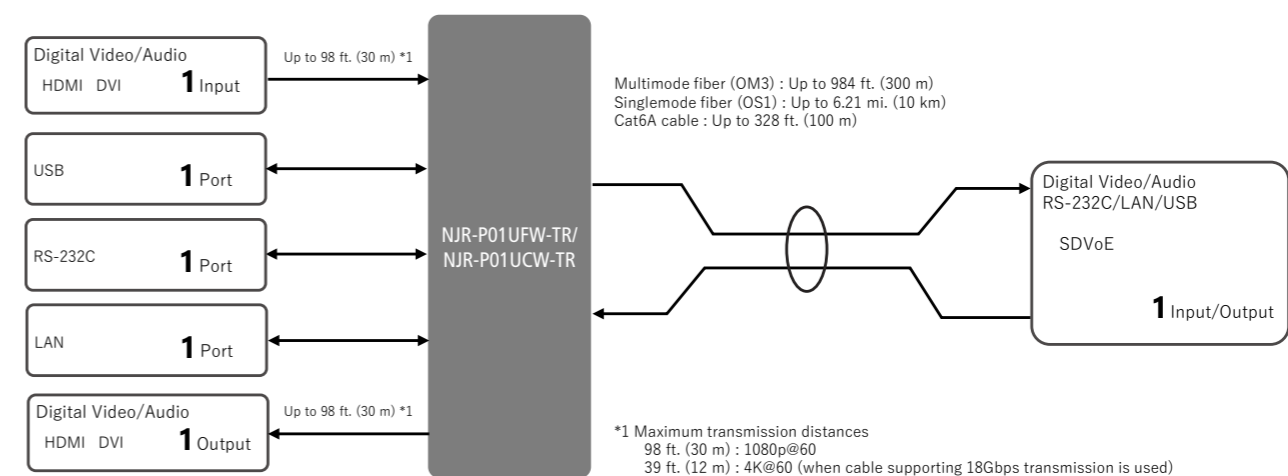 Digital Video/Audio
HDMI DVI 1 Input
Up to 98 ft. (30 m) *1
USB 1 Port
RS-232C 1 Port
LAN 1 Port
Digital Video/Audio
HDMI DVI 1 Output
Up to 98 ft. (30 m) *1
NJR-P01UFW-TR/
NJR-P01UCW-TR
Multimode fiber (OM3) : Up to 984 ft. (300 m)
Singlemode fiber (OS1) : Up to 6.21 mi. (10 km)
Cat6A cable : Up to 328 ft. (100 m)
Digital Video/Audio
RS-232C/LAN/USB
SDVoE
1 Input/Output
*1 Maximum transmission distances
98 ft. (30 m) : 1080p@60
39 ft. (12 m) : 4K@60 (when cable supporting 18Gbps transmission is used)